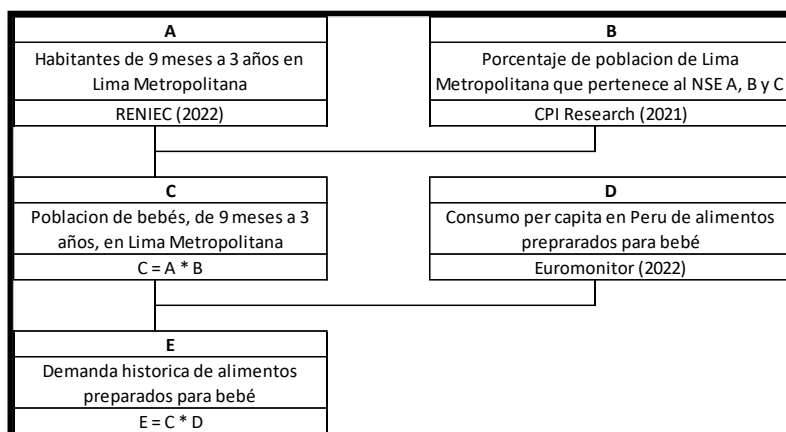 A
Habitantes de 9 meses a 3 años en
Lima Metropolitana
RENIEC (2022)
B
Porcentaje de poblacion de Lima
Metropolitana que pertenece al NSE A, B y C
CPI Research (2021)
C
Poblacion de bebés, de 9 meses a 3
años, en Lima Metropolitana
C = A * B
D
Consumo per capita en Peru de alimentos
preprarados para bebé
Euromonitor (2022)
E
Demanda historica de alimentos
preparados para bebé
E = C * D